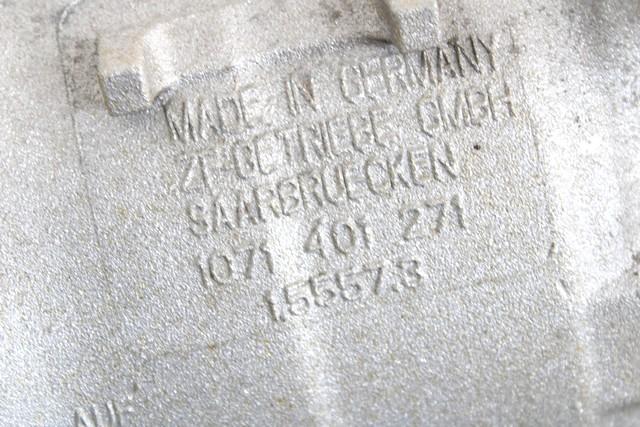 MADE IN GERMANY
ZF-GETRIEBE GMBH
SAARBRUECKEN
1071 401 271
1.5557.3